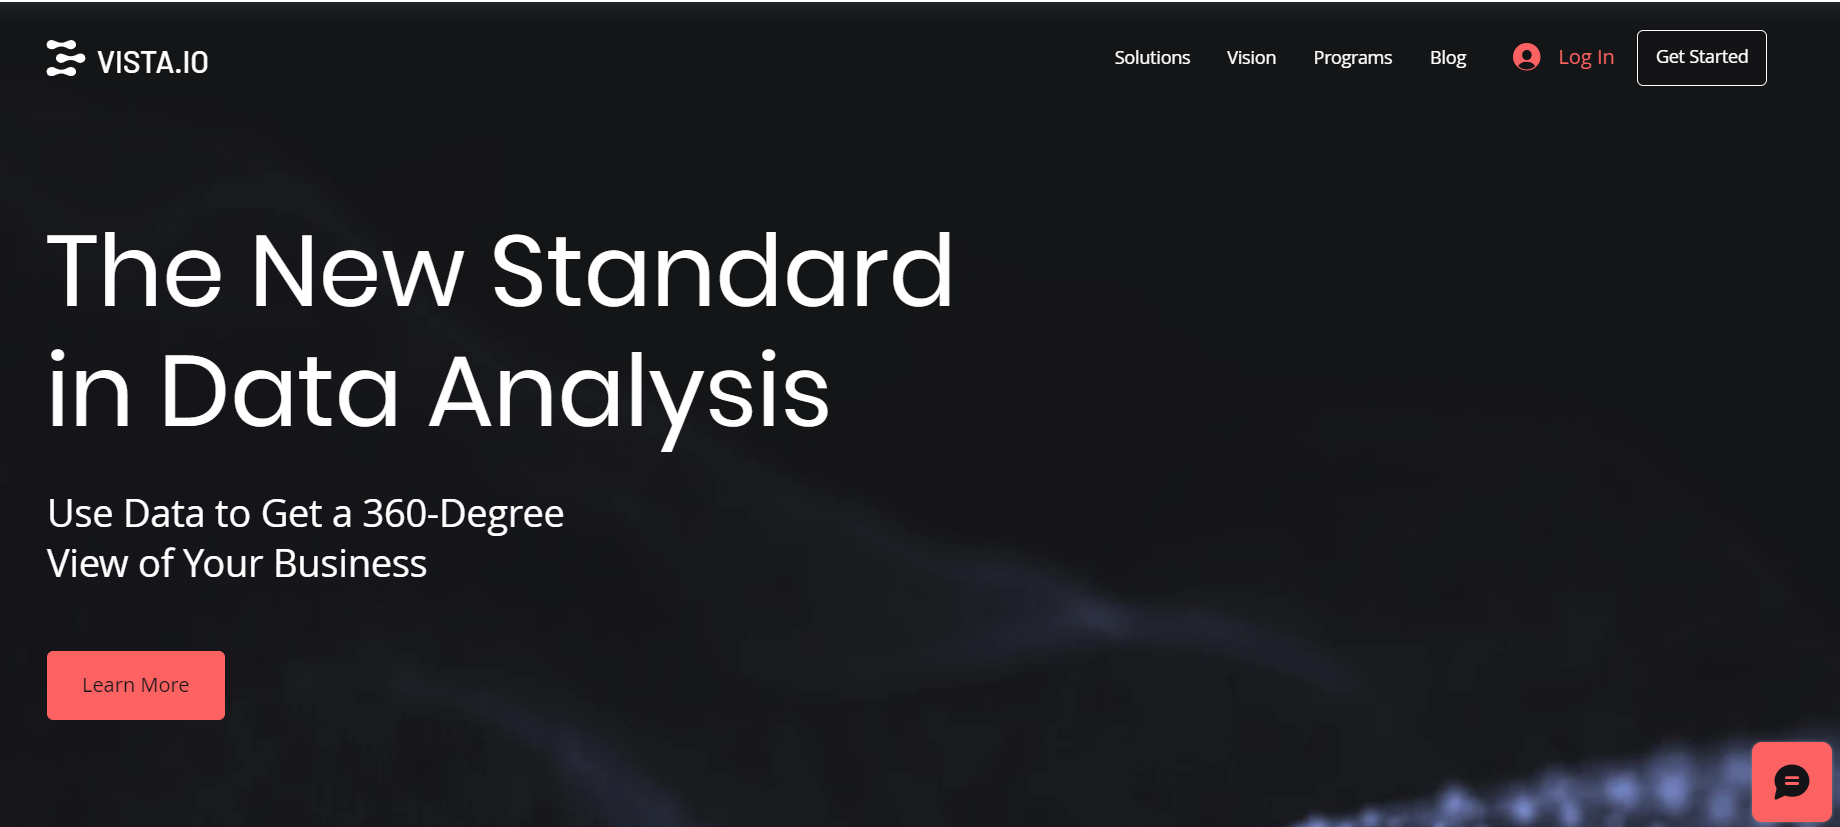 VISTA.IO
Solutions Vision Programs Blog Log In Get Started
The New Standard
in Data Analysis
Use Data to Get a 360-Degree
View of Your Business
Learn More